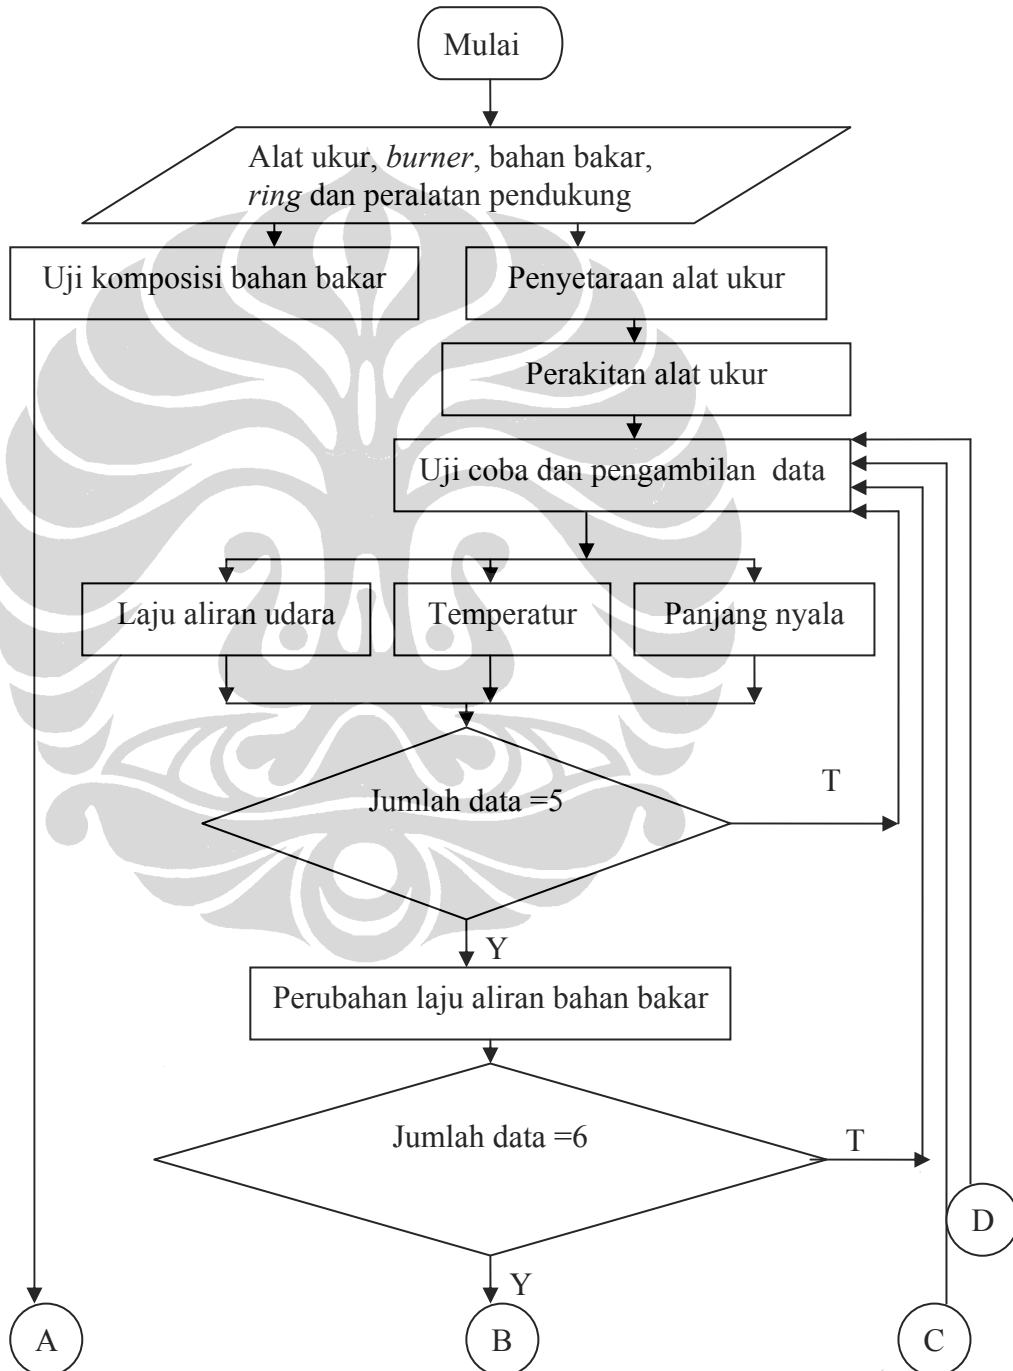 Mulai
Alat ukur, burner, bahan bakar,
ring dan peralatan pendukung
Uji komposisi bahan bakar
Penyetaraan alat ukur
Perakitan alat ukur
Uji coba dan pengambilan data
Laju aliran udara
Temperatur
Panjang nyala
T
Jumlah data =5
Y
Perubahan laju aliran bahan bakar
Jumlah data =6
T
D
Y
A
B
C